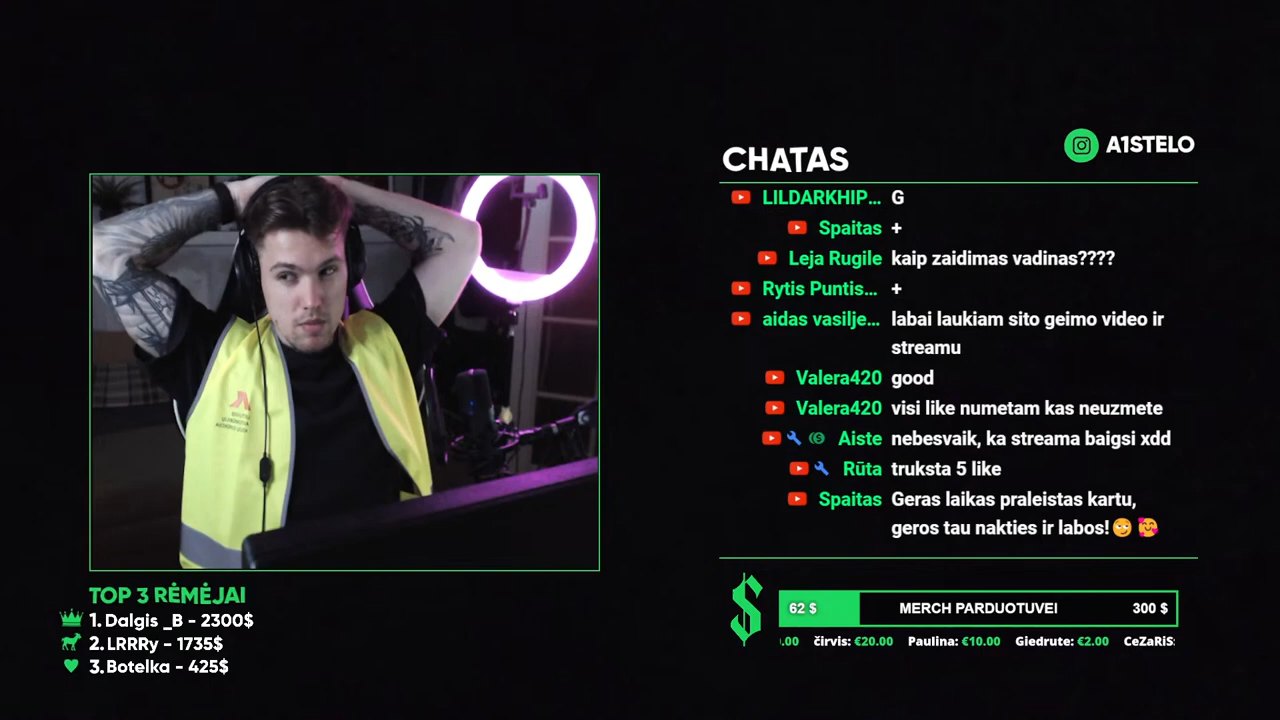 CHATAS
A1STELO
LILDARKHIP... G
Spaitas +
Leja Rugile kaip zaidimas vadinas????
Rytis Puntis... +
aidas vasilje... labai laukiam sito geimo video ir
streamu
Valera420 good
Valera420 visi like numetam kas neuzmete
Aiste nebesvaik, ka streama baigsi xdd
Rūta truksta 5 like
Spaitas Geras laikas praleistas kartu,
geros tau nakties ir labos!🙄 🥰
TOP 3 RĖMĖJAI
1. Dalgis _B - 2300$
2. LRRRy - 1735$
3. Botelka - 425$
$
62 $ MERCH PARDUOTUVEI 300 $
.00 čirvis: €20.00 Paulina: €10.00 Giedrute: €2.00 CeZaRiS: